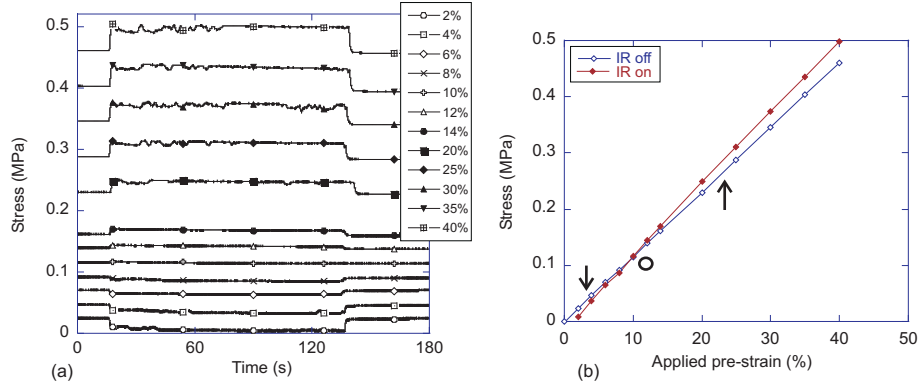 0.5
0.4
0.3
0.2
0.1
0
Stress (MPa)
0 60 120 180
Time (s)
(a)
2%
4%
6%
8%
10%
12%
14%
20%
25%
30%
35%
40%
0.5
0.4
0.3
0.2
0.1
0
Stress (MPa)
IR off
IR on
0 10 20 30 40 50
Applied pre-strain (%)
(b)